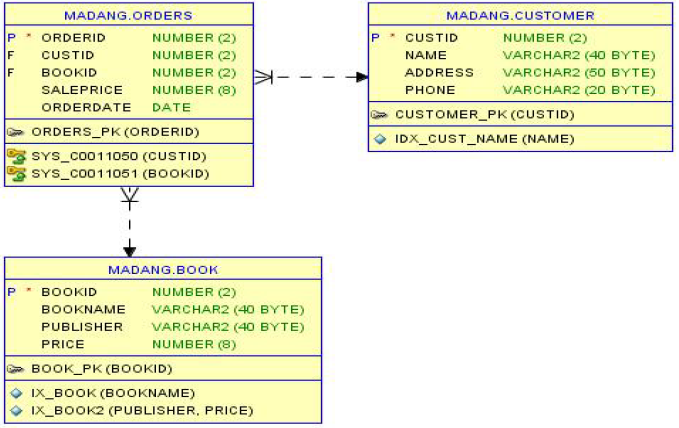 MADANG.ORDERS
P * ORDERID NUMBER (2)
F CUSTID NUMBER (2)
F BOOKID NUMBER (2)
SALEPRICE NUMBER (8)
ORDERDATE DATE
ORDERS_PK (ORDERID)
SYS_C0011050 (CUSTID)
SYS_C0011051 (BOOKID)
MADANG.CUSTOMER
P * CUSTID NUMBER (2)
NAME VARCHAR2 (40 BYTE)
ADDRESS VARCHAR2 (50 BYTE)
PHONE VARCHAR2 (20 BYTE)
CUSTOMER_PK (CUSTID)
IDX_CUST_NAME (NAME)
MADANG.BOOK
P * BOOKID NUMBER (2)
BOOKNAME VARCHAR2 (40 BYTE)
PUBLISHER VARCHAR2 (40 BYTE)
PRICE NUMBER (8)
BOOK_PK (BOOKID)
IX_BOOK (BOOKNAME)
IX_BOOK2 (PUBLISHER, PRICE)